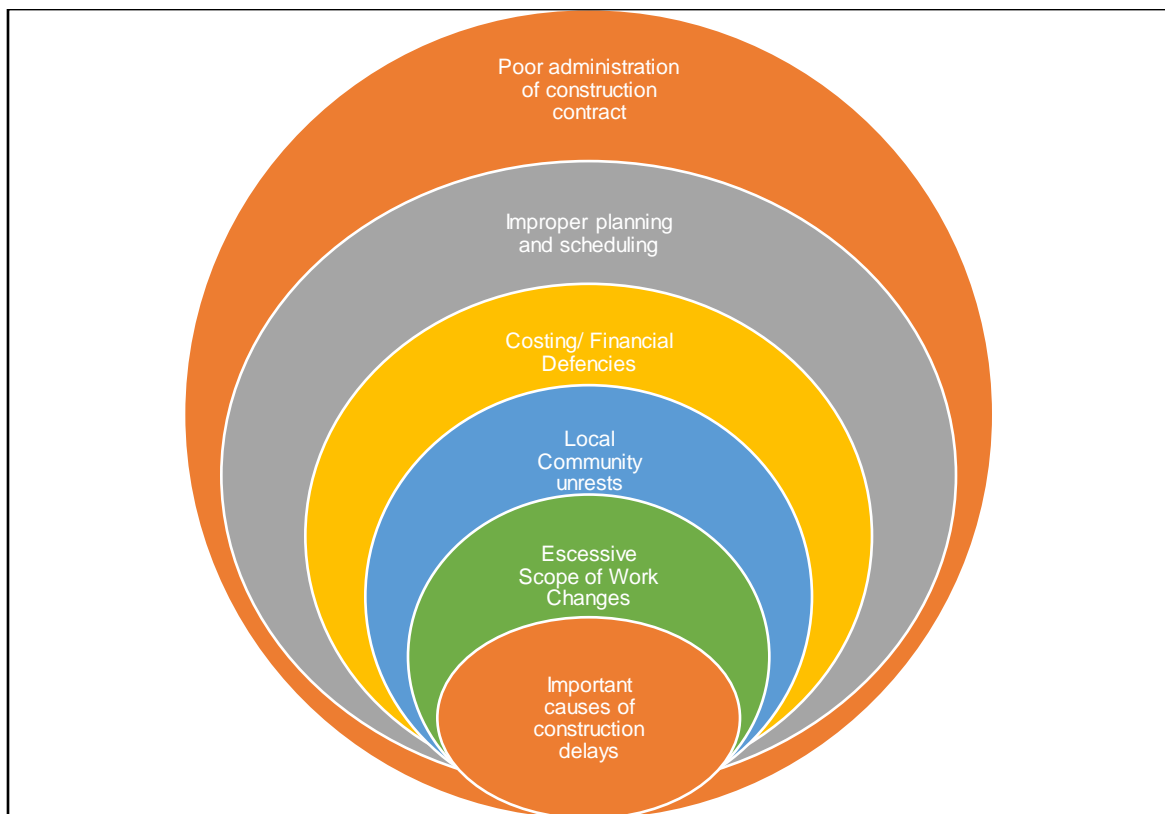 Poor administration
of construction
contract
Improper planning
and scheduling
Costing/ Financial
Defencies
Local
Community
unrests
Escessive
Scope of Work
Changes
Important
causes of
construction
delays